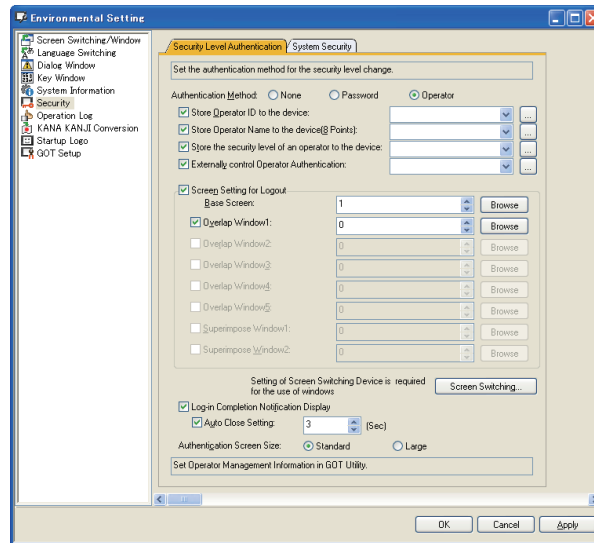 Environmental Setting
Screen Switching/Window
Language Switching
Dialog Window
Key Window
System Information
Security
Operation Log
KANA KANJI Conversion
Startup Logo
GOT Setup
Security Level Authentication
System Security
Set the authentication method for the security level change.
Authentication Method: None Password Operator
Store Operator ID to the device: ...
Store Operator Name to the device(8 Points): ...
Store the security level of an operator to the device: ...
Externally control Operator Authentication: ...
Screen Setting for Logout
Base Screen: 1 Browse
Overlap Window1: 0 Browse
Overlap Window2: 0 Browse
Overlap Window3: 0 Browse
Overlap Window4: 0 Browse
Overlap Window5: 0 Browse
Superimpose Window1: 0 Browse
Superimpose Window2: 0 Browse
Setting of Screen Switching Device is required
for the use of windows
Screen Switching...
Log-in Completion Notification Display
Auto Close Setting: 3 (Sec)
Authentication Screen Size: Standard Large
Set Operator Management Information in GOT Utility.
OK Cancel Apply